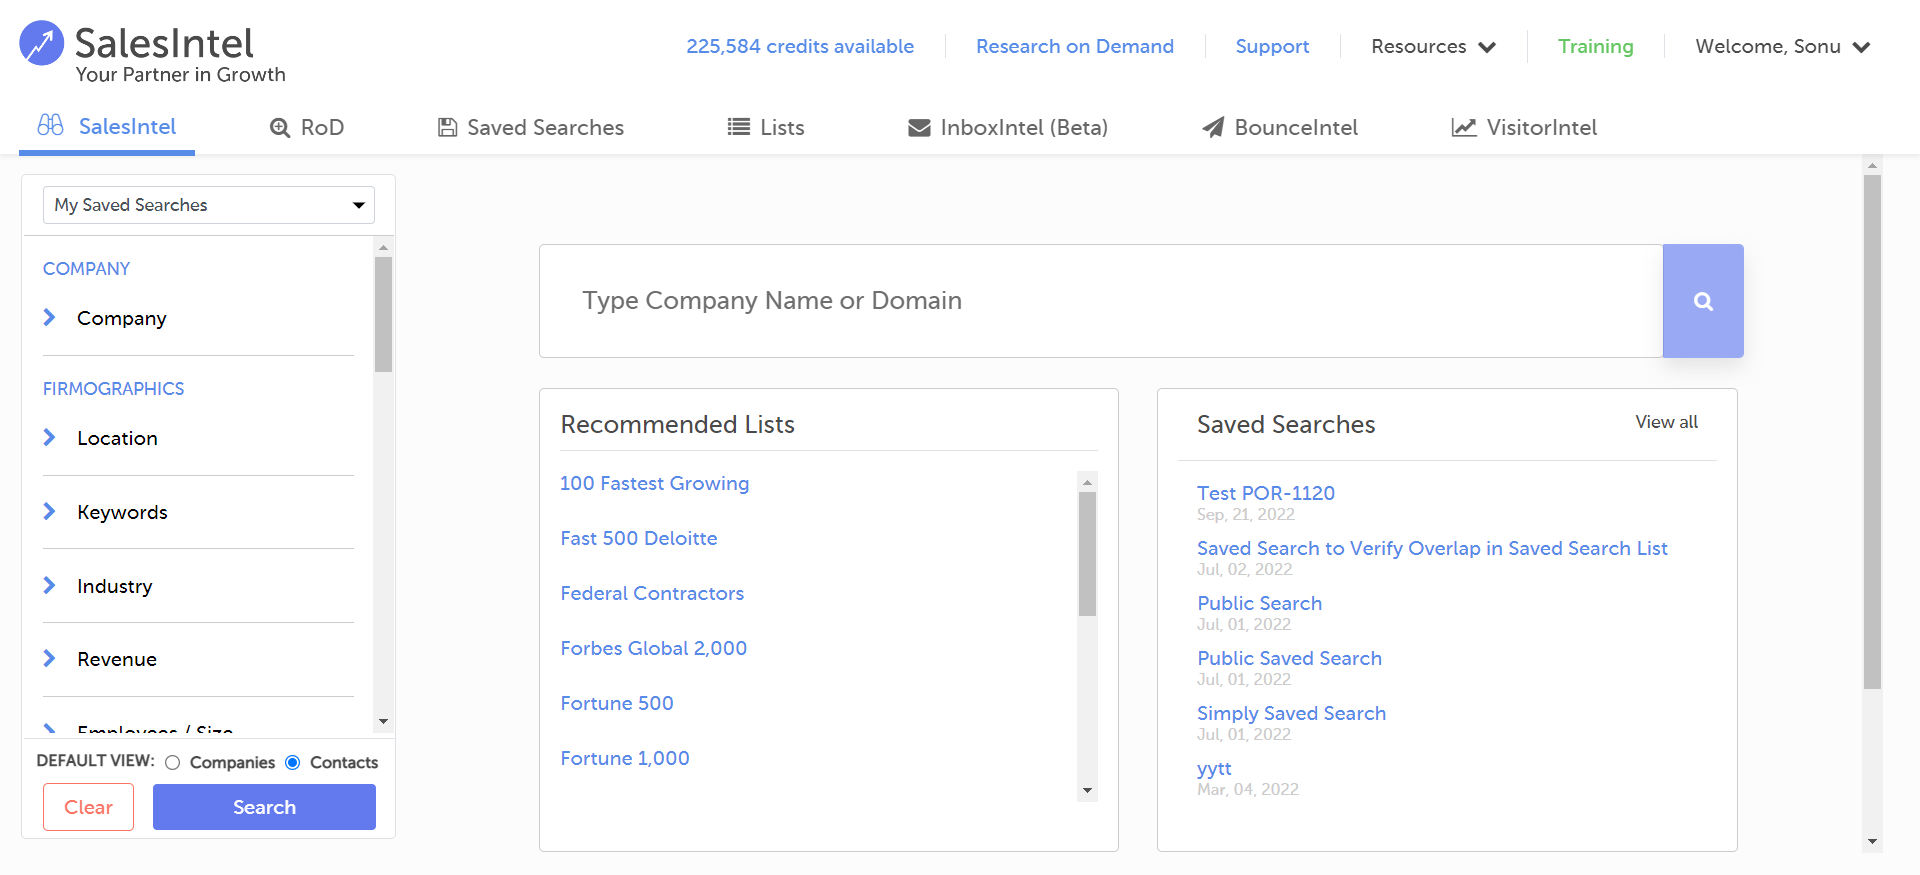 SalesIntel
Your Partner in Growth
225,584 credits available
Research on Demand
Support
Resources
Training
Welcome, Sonu
SalesIntel
RoD
Saved Searches
Lists
InboxIntel (Beta)
BounceIntel
VisitorIntel
My Saved Searches
COMPANY
Company
FIRMOGRAPHICS
Location
Keywords
Industry
Revenue
Employees / Size
DEFAULT VIEW:
Companies
Contacts
Clear
Search
Type Company Name or Domain
Recommended Lists
100 Fastest Growing
Fast 500 Deloitte
Federal Contractors
Forbes Global 2,000
Fortune 500
Fortune 1,000
Saved Searches
View all
Test POR-1120
Sep, 21, 2022
Saved Search to Verify Overlap in Saved Search List
Jul, 02, 2022
Public Search
Jul, 01, 2022
Public Saved Search
Jul, 01, 2022
Simply Saved Search
Jul, 01, 2022
yytt
Mar, 04, 2022